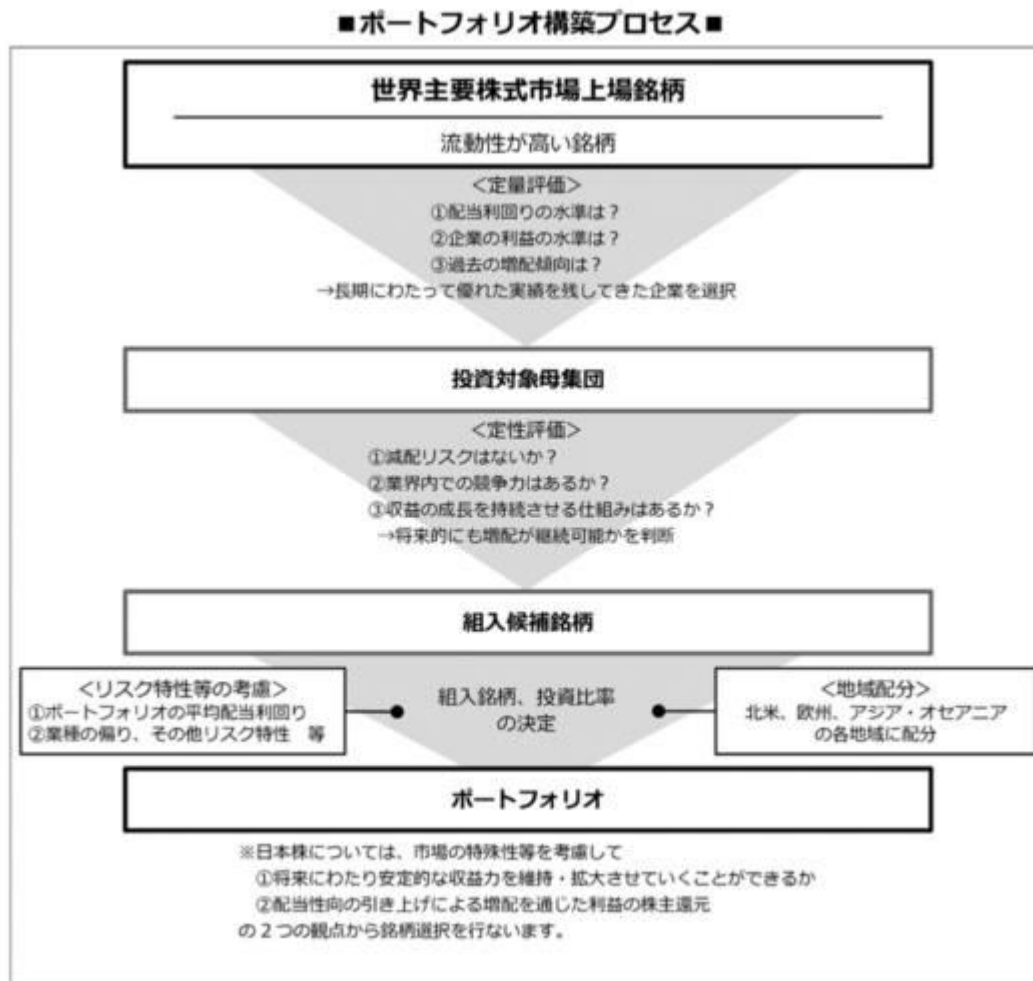 ■ポートフォリオ構築プロセス■
世界主要株式市場上場銘柄
流動性が高い銘柄
＜定量評価＞
①配当利回りの水準は？
②企業の利益の水準は？
③過去の増配傾向は？
→長期にわたって優れた実績を残してきた企業を選択
投資対象母集団
＜定性評価＞
①減配リスクはないか？
②業界内での競争力はあるか？
③収益の成長を持続させる仕組みはあるか？
→将来的にも増配が継続可能かを判断
組入候補銘柄
＜リスク特性等の考慮＞
①ポートフォリオの平均配当利回り
②業種の偏り、その他リスク特性　等
組入銘柄、投資比率
の決定
＜地域配分＞
北米、欧州、アジア・オセアニア
の各地域に配分
ポートフォリオ
※日本株については、市場の特殊性等を考慮して
①将来にわたり安定的な収益力を維持・拡大させていくことができるか
②配当性向の引き上げによる増配を通じた利益の株主還元
の２つの観点から銘柄選択を行ないます。